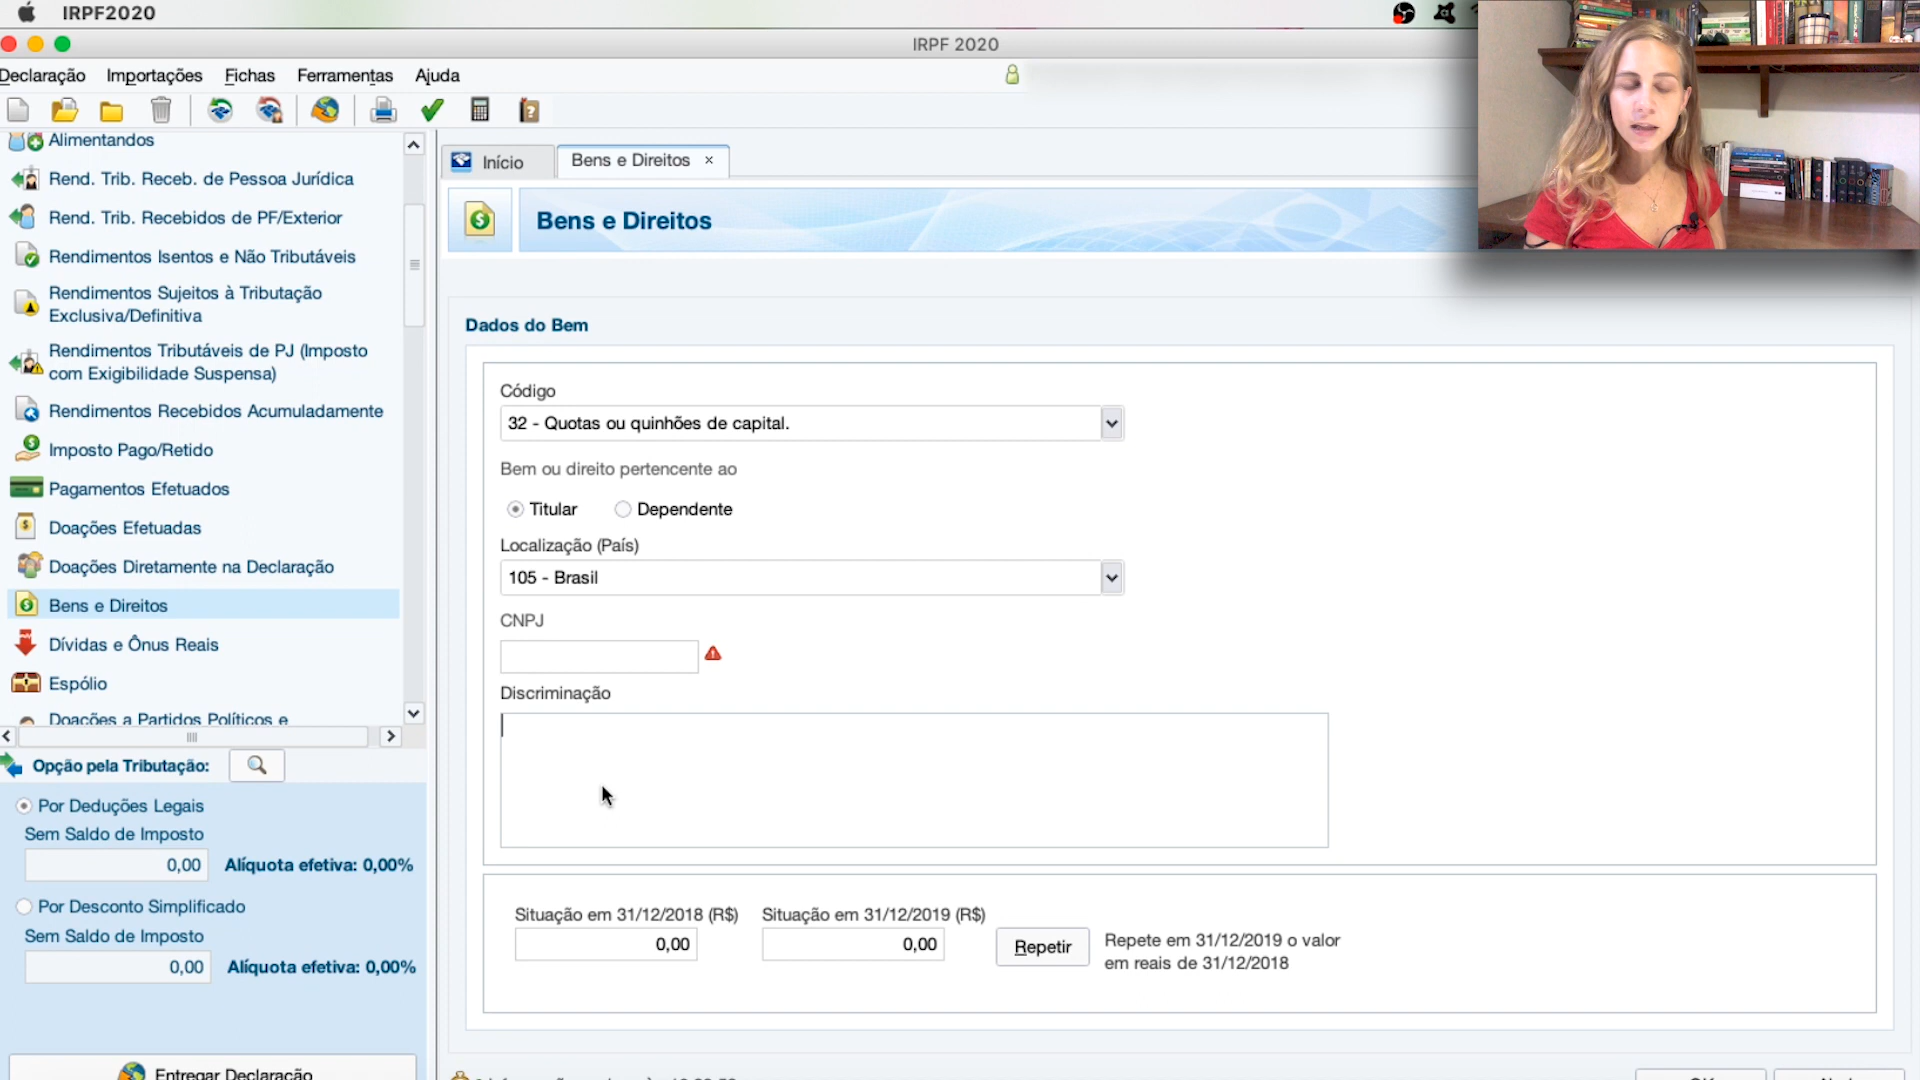 IRPF2020
IRPF 2020
Declaração Importações Fichas Ferramentas Ajuda
Alimentandos
Rend. Trib. Receb. de Pessoa Jurídica
Rend. Trib. Recebidos de PF/Exterior
Rendimentos Isentos e Não Tributáveis
Rendimentos Sujeitos à Tributação
Exclusiva/Definitiva
Rendimentos Tributáveis de PJ (Imposto
com Exigibilidade Suspensa)
Rendimentos Recebidos Acumuladamente
Imposto Pago/Retido
Pagamentos Efetuados
Doações Efetuadas
Doações Diretamente na Declaração
Bens e Direitos
Dívidas e Ônus Reais
Espólio
Doações a Partidos Políticos e
Opção pela Tributação:
Por Deduções Legais
Sem Saldo de Imposto
0,00 Alíquota efetiva: 0,00%
Por Desconto Simplificado
Sem Saldo de Imposto
0,00 Alíquota efetiva: 0,00%
Entregar Declaração
Início
Bens e Direitos ×
Bens e Direitos
Dados do Bem
Código
32 - Quotas ou quinhões de capital.
Bem ou direito pertencente ao
Titular Dependente
Localização (País)
105 - Brasil
CNPJ
Discriminação
Situação em 31/12/2018 (R$) Situação em 31/12/2019 (R$)
0,00 0,00
Repetir
Repete em 31/12/2019 o valor
em reais de 31/12/2018